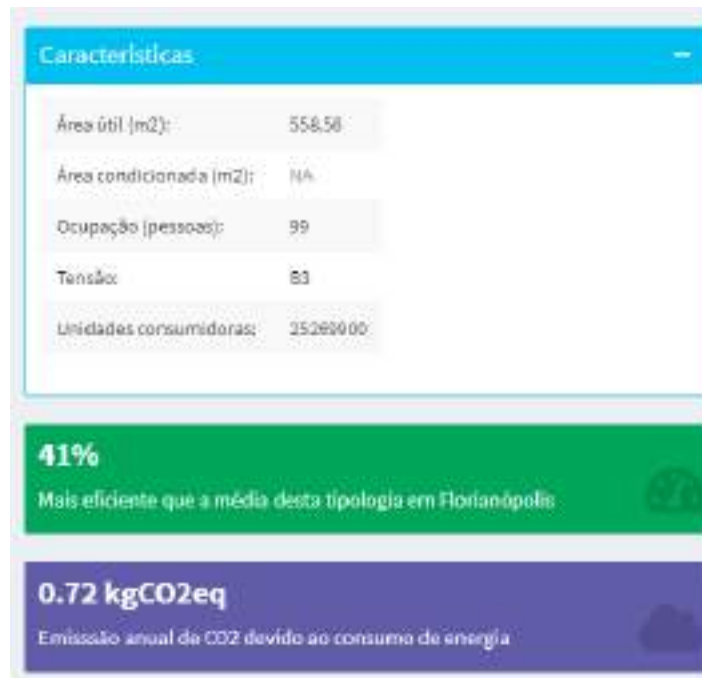 Características
Área útil (m2): 558,56
Área condicionada (m2): NA
Ocupação (pessoas): 99
Tensão: B3
Unidades consumidoras: 25269900
41%
Mais eficiente que a média desta tipologia em Florianópolis
0.72 kgCO2eq
Emisssão anual de CO2 devido ao consumo de energia